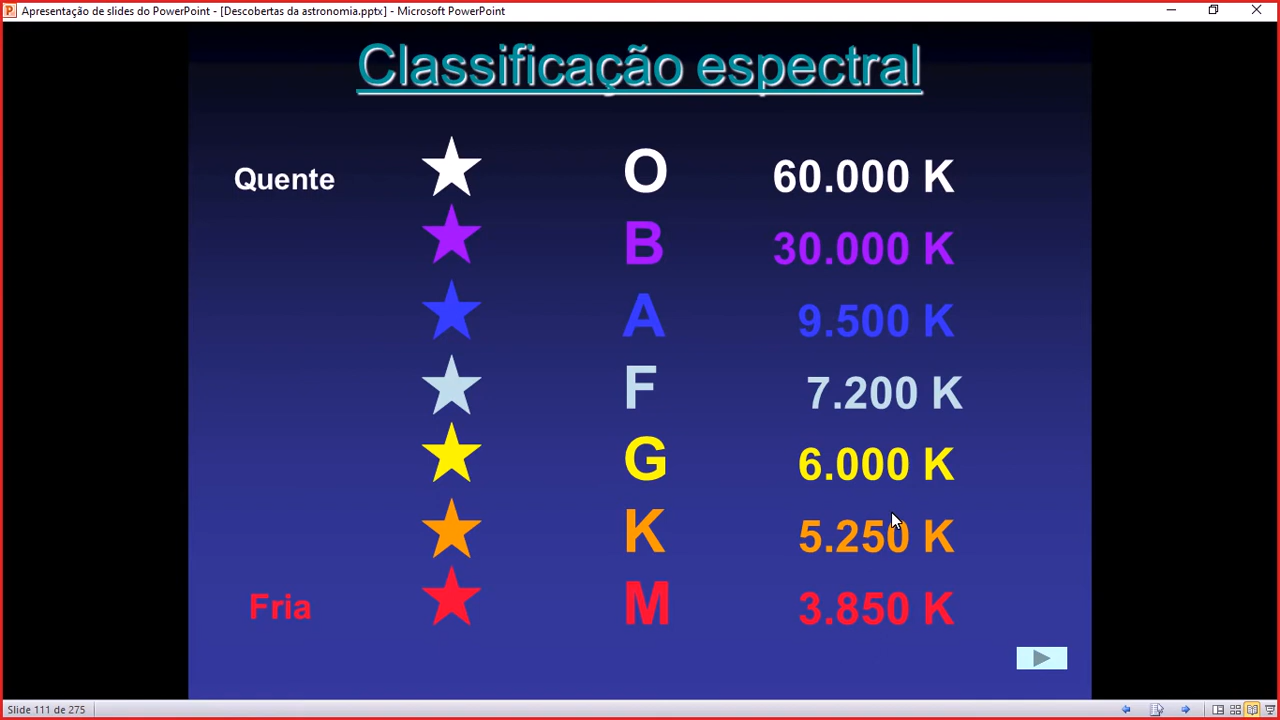 Apresentação de slides do PowerPoint - [Descobertas da astronomia.pptx] - Microsoft PowerPoint
Classificação espectral
Quente O 60.000 K
B 30.000 K
A 9.500 K
F 7.200 K
G 6.000 K
K 5.250 K
Fria M 3.850 K
Slide 111 de 275